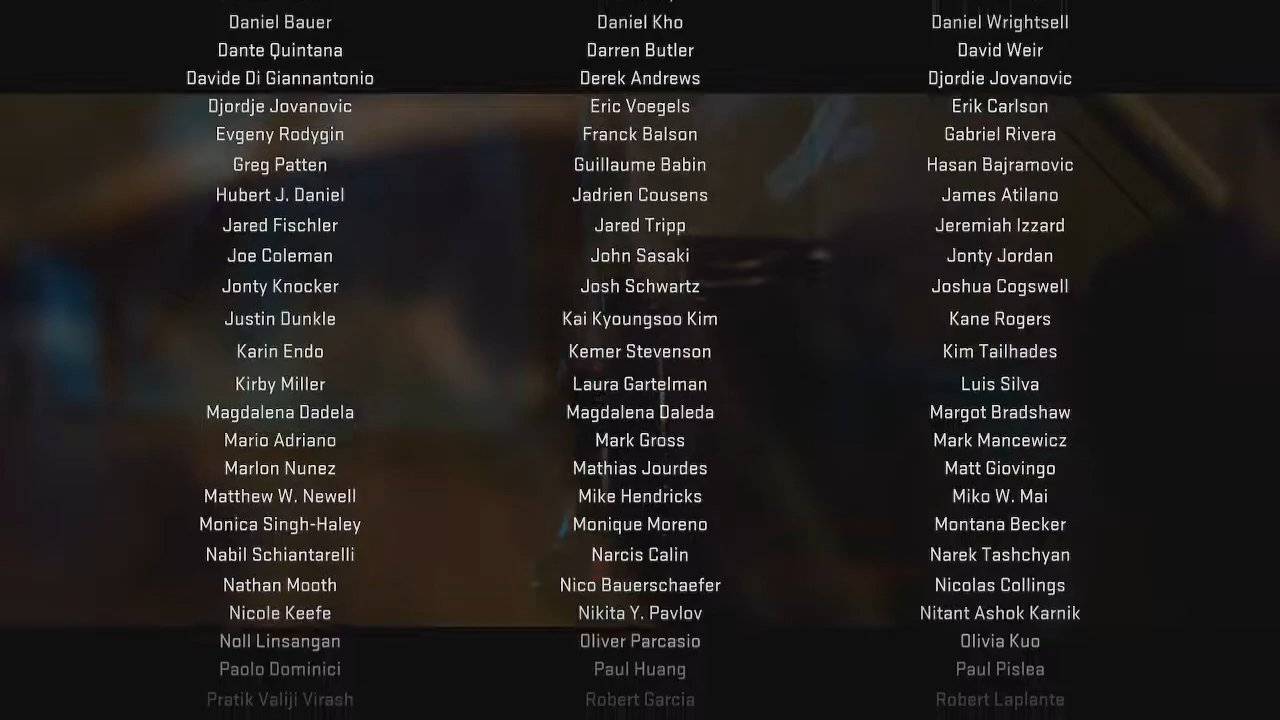 Daniel Bauer Daniel Kho Daniel Wrightsell
Dante Quintana Darren Butler David Weir
Davide Di Giannantonio Derek Andrews Djordie Jovanovic
Djordje Jovanovic Eric Voegels Erik Carlson
Evgeny Rodygin Franck Balson Gabriel Rivera
Greg Patten Guillaume Babin Hasan Bajramovic
Hubert J. Daniel Jadrien Cousens James Atilano
Jared Fischler Jared Tripp Jeremiah Izzard
Joe Coleman John Sasaki Jonty Jordan
Jonty Knocker Josh Schwartz Joshua Cogswell
Justin Dunkle Kai Kyoungsoo Kim Kane Rogers
Karin Endo Kemer Stevenson Kim Tailhades
Kirby Miller Laura Gartelman Luis Silva
Magdalena Dadela Magdalena Daleda Margot Bradshaw
Mario Adriano Mark Gross Mark Mancewicz
Marlon Nunez Mathias Jourdes Matt Giovingo
Matthew W. Newell Mike Hendricks Miko W. Mai
Monica Singh-Haley Monique Moreno Montana Becker
Nabil Schiantarelli Narcis Calin Narek Tashchyan
Nathan Mooth Nico Bauerschaefer Nicolas Collings
Nicole Keefe Nikita Y. Pavlov Nitant Ashok Karnik
Noll Linsangan Oliver Parcasio Olivia Kuo
Paolo Dominici Paul Huang Paul Pislea
Pratik Valiji Virash Robert Garcia Robert Laplante